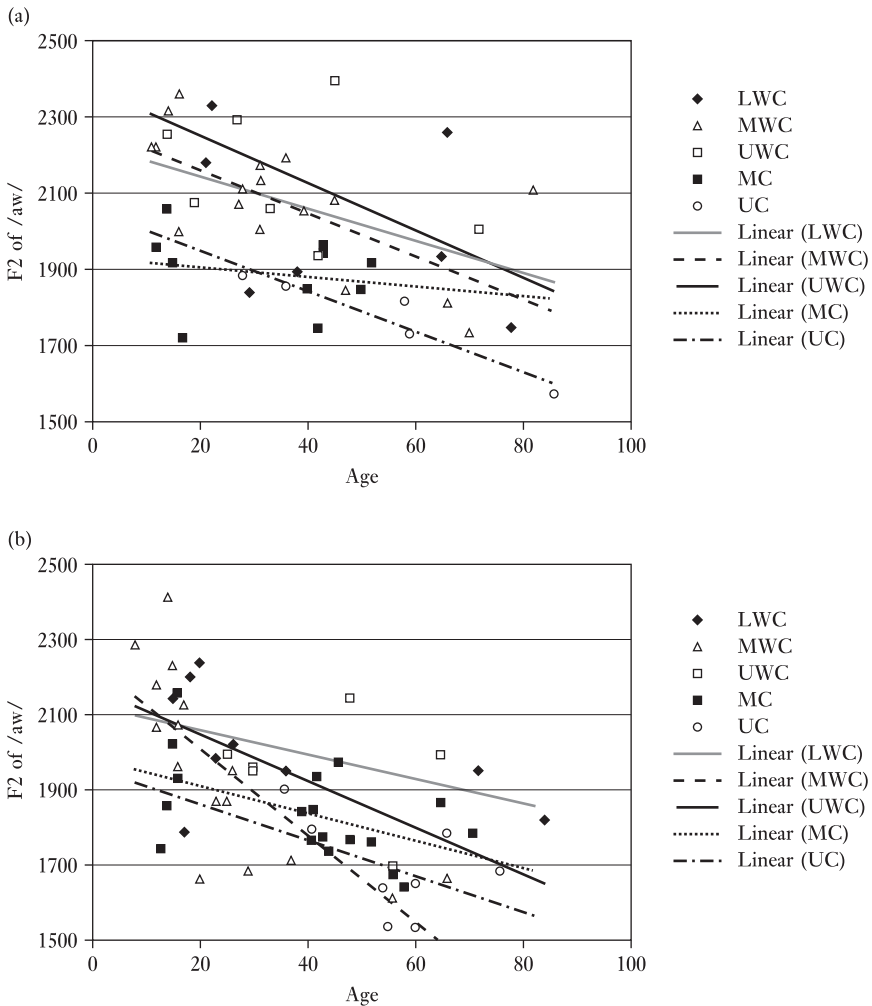 (a)
2500
2300
2100
1900
1700
1500
F2 of /aw/
0 20 40 60 80 100
Age
LWC
MWC
UWC
MC
UC
Linear (LWC)
Linear (MWC)
Linear (UWC)
Linear (MC)
Linear (UC)
(b)
2500
2300
2100
1900
1700
1500
F2 of /aw/
0 20 40 60 80 100
Age
LWC
MWC
UWC
MC
UC
Linear (LWC)
Linear (MWC)
Linear (UWC)
Linear (MC)
Linear (UC)